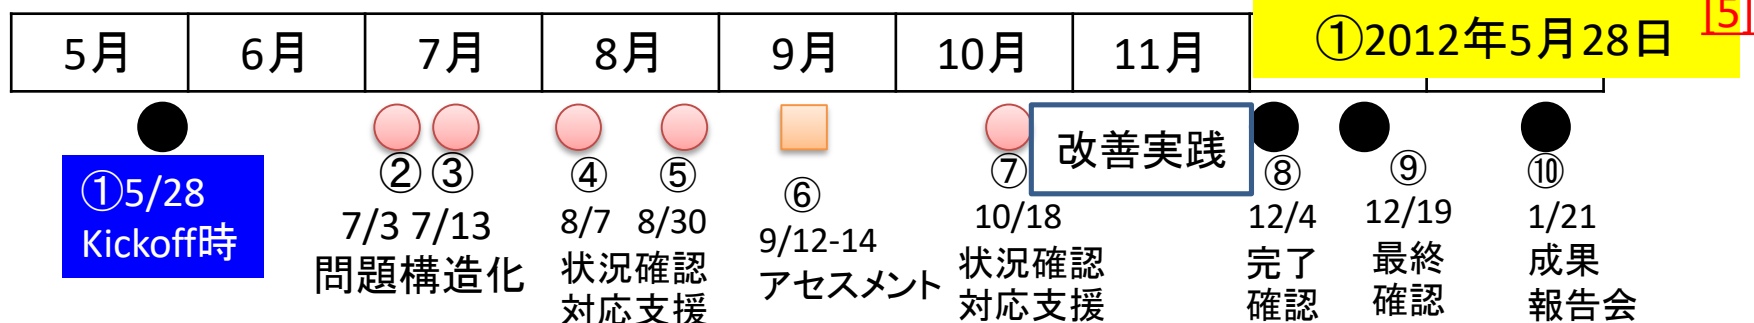 5月 6月 7月 8月 9月 10月 11月
①2012年5月28日
[5]
改善実践
①5/28
Kickoff時
② ③
7/3 7/13
問題構造化
④ ⑤
8/7 8/30
状況確認
対応支援
⑥
9/12-14
アセスメント
⑦
10/18
状況確認
対応支援
⑧
12/4
完了
確認
⑨
12/19
最終
確認
⑩
1/21
成果
報告会